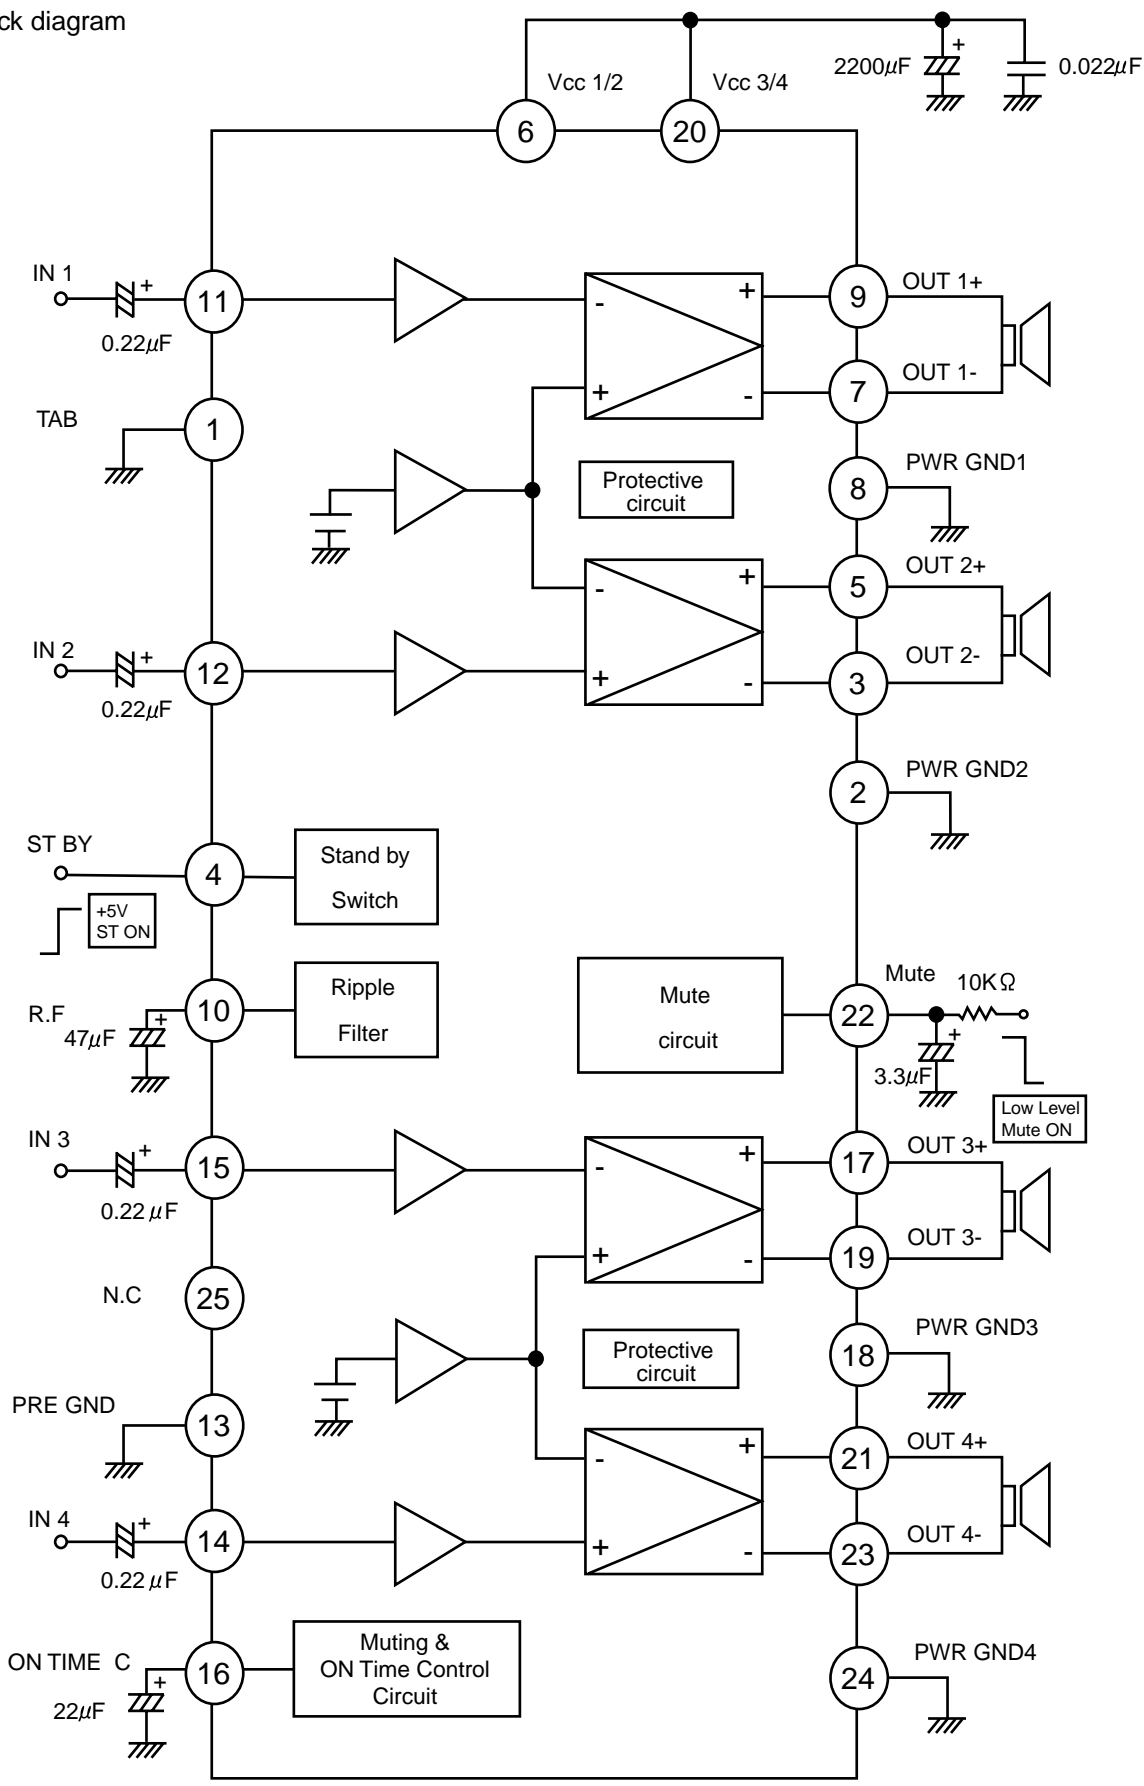 ck diagram
2200μF
+
0.022μF
Vcc 1/2
Vcc 3/4
6
20
IN 1
+
11
0.22μF
-
+
+
-
9
OUT 1+
7
OUT 1-
TAB
1
Protective
circuit
8
PWR GND1
5
OUT 2+
-
+
+
-
OUT 2-
3
IN 2
+
12
0.22μF
2
PWR GND2
ST BY
4
Stand by
Switch
+5V
ST ON
R.F
47μF
+
10
Ripple
Filter
Mute
circuit
22
Mute
10KΩ
+
3.3μF
Low Level
Mute ON
IN 3
+
15
0.22 μF
-
+
+
-
17
OUT 3+
19
OUT 3-
N.C
25
Protective
circuit
18
PWR GND3
PRE GND
13
-
+
+
-
21
OUT 4+
23
OUT 4-
IN 4
+
14
0.22 μF
ON TIME C
+
22μF
16
Muting &
ON Time Control
Circuit
24
PWR GND4